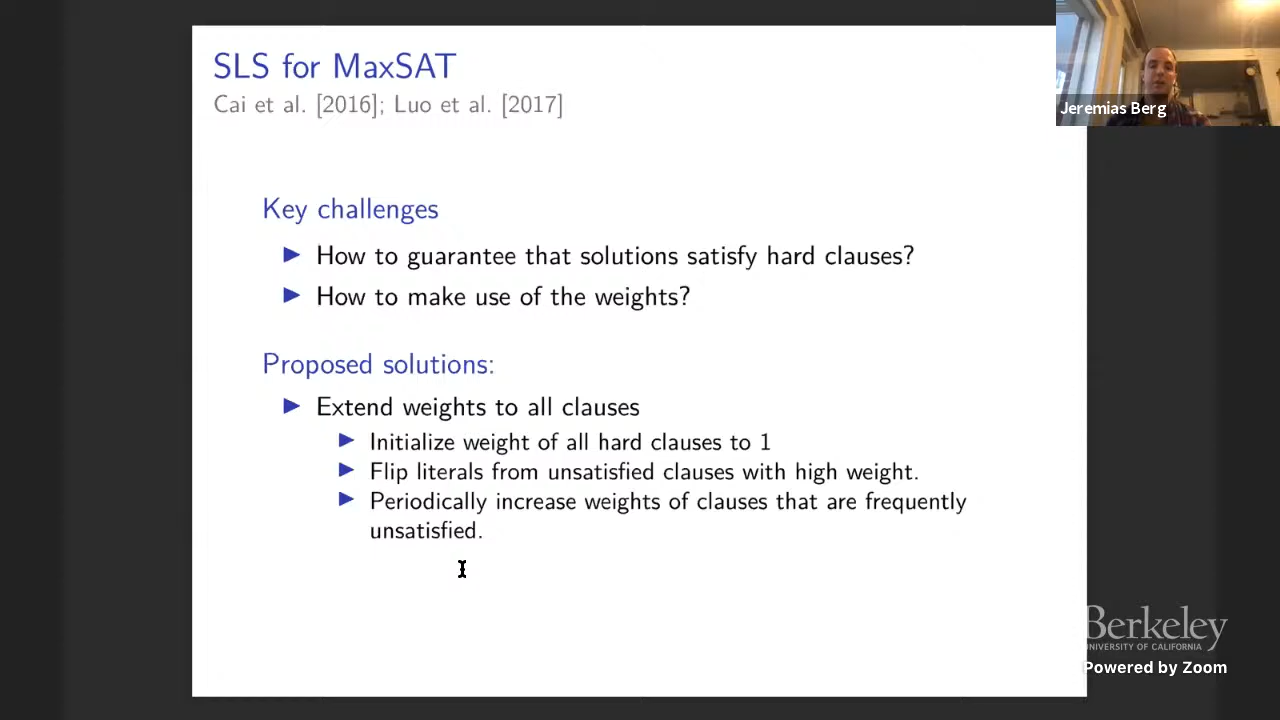 SLS for MaxSAT
Cai et al. [2016]; Luo et al. [2017]
Jeremias Berg
Key challenges
How to guarantee that solutions satisfy hard clauses?
How to make use of the weights?
Proposed solutions:
Extend weights to all clauses
Initialize weight of all hard clauses to 1
Flip literals from unsatisfied clauses with high weight.
Periodically increase weights of clauses that are frequently
unsatisfied.
Berkeley
UNIVERSITY OF CALIFORNIA
Powered by Zoom